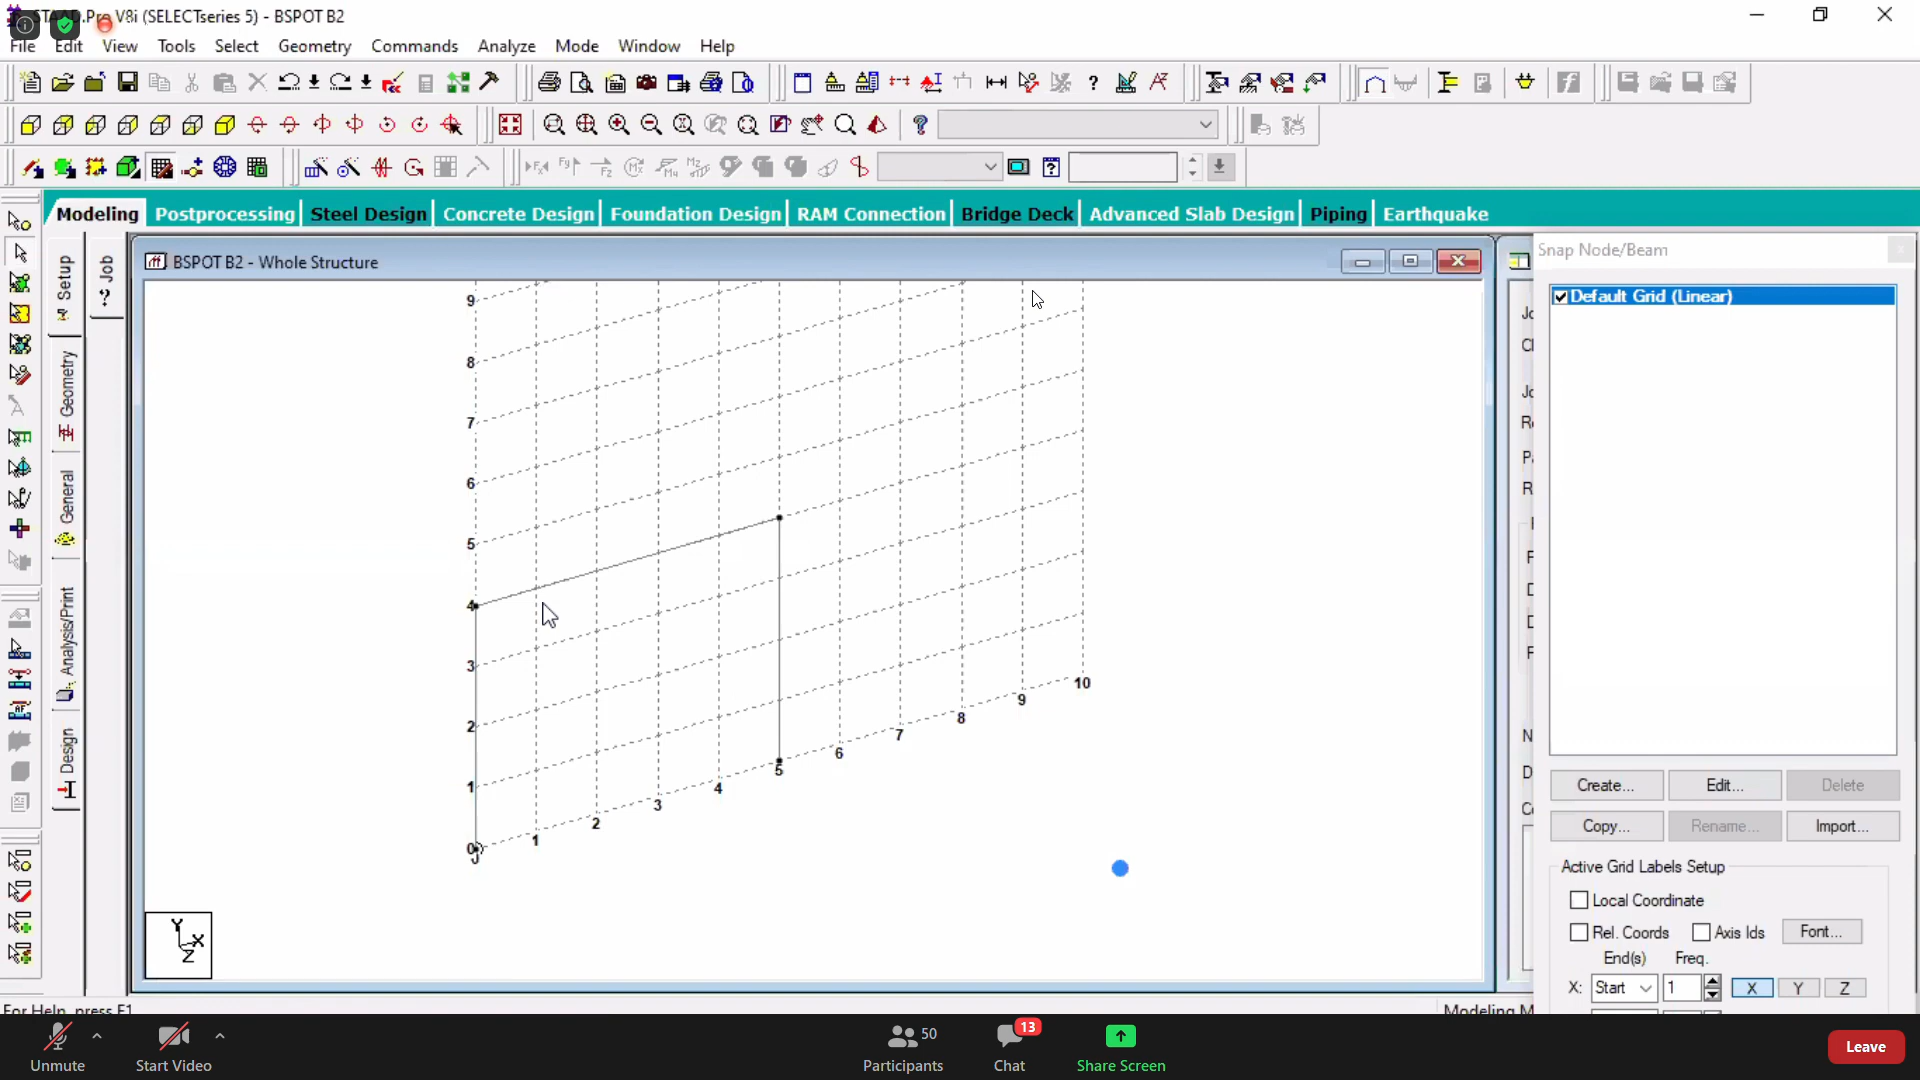 STAAD.Pro V8i (SELECTseries 5) - BSPOT B2
File Edit View Tools Select Geometry Commands Analyze Mode Window Help
Modeling Postprocessing Steel Design Concrete Design Foundation Design RAM Connection Bridge Deck Advanced Slab Design Piping Earthquake
Setup
Job
Geometry
General
Analysis/Print
Design
BSPOT B2 - Whole Structure
9
8
7
6
5
4
3
2
1
0
1
2
3
4
5
6
7
8
9
10
Y
X
Z
Snap Node/Beam
Default Grid (Linear)
Create... Edit... Delete
Copy... Rename... Import...
Active Grid Labels Setup
Local Coordinate
Rel. Coords Axis Ids Font...
End(s) Freq.
X: Start 1 X Y Z
For Help, press F1
Unmute
Start Video
50
Participants
13
Chat
Share Screen
Leave